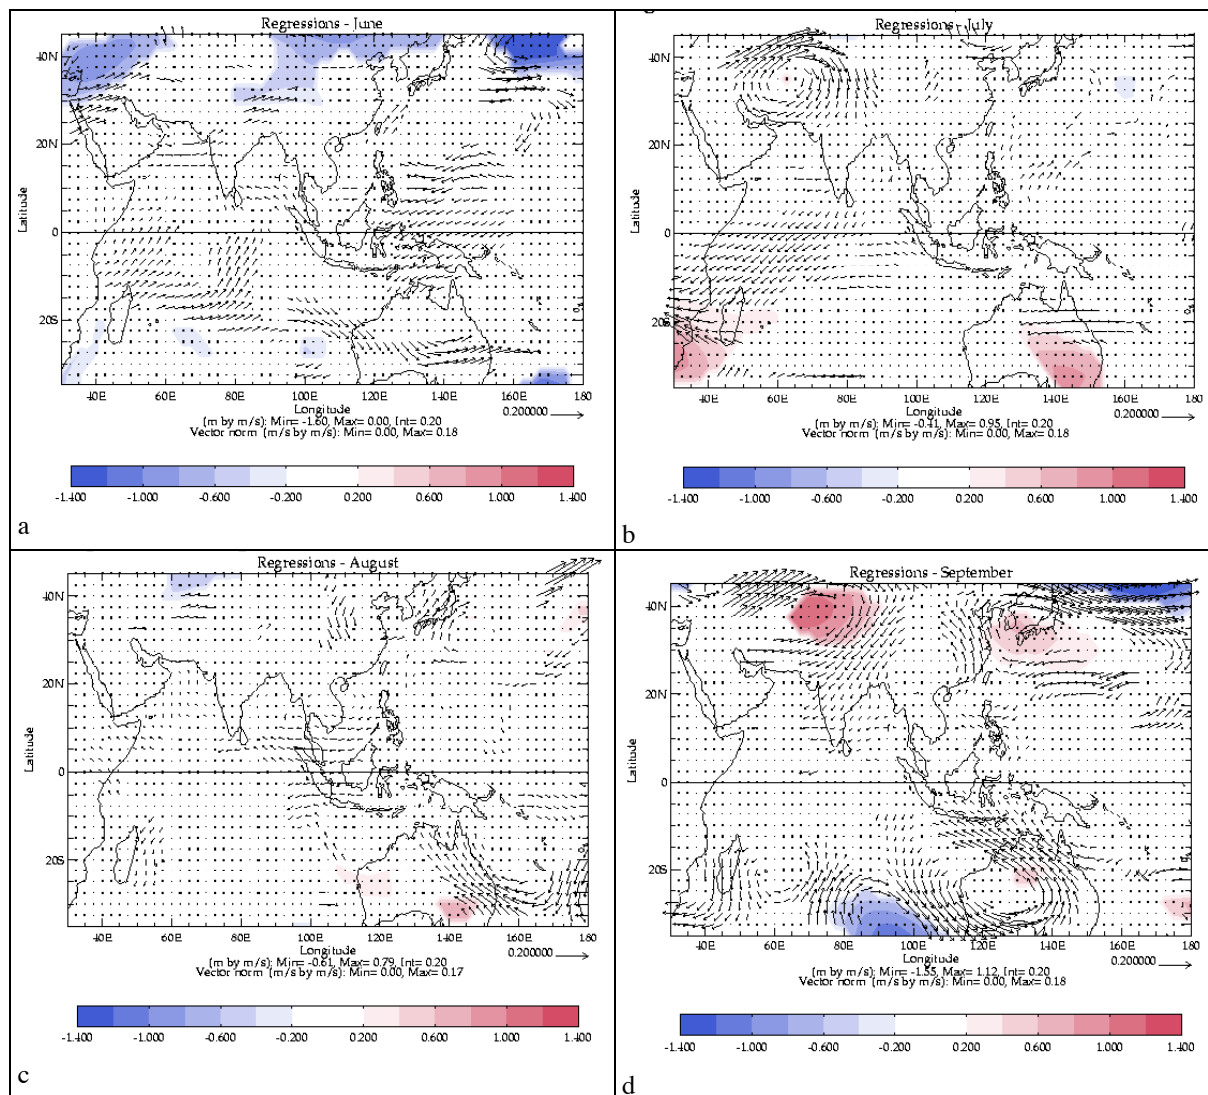 Regressions - June
40N
20N
0
20S
Latitude
40E 60E 80E 100E 120E 140E 160E 180
Longitude
(m by m/s): Min= -1.60, Max= 0.00, Int= 0.20
Vector norm (m/s by m/s): Min= 0.00, Max= 0.18
0.200000
-1.400 -1.000 -0.600 -0.200 0.200 0.600 1.000 1.400
a
Regressions - July
40N
20N
0
20S
Latitude
40E 60E 80E 100E 120E 140E 160E 180
Longitude
(m by m/s): Min= -0.41, Max= 0.95, Int= 0.20
Vector norm (m/s by m/s): Min= 0.00, Max= 0.18
0.200000
-1.400 -1.000 -0.600 -0.200 0.200 0.600 1.000 1.400
b
Regressions - August
40N
20N
0
20S
Latitude
40E 60E 80E 100E 120E 140E 160E 180
Longitude
(m by m/s): Min= -0.61, Max= 0.79, Int= 0.20
Vector norm (m/s by m/s): Min= 0.00, Max= 0.17
0.200000
-1.400 -1.000 -0.600 -0.200 0.200 0.600 1.000 1.400
c
Regressions - September
40N
20N
0
20S
Latitude
40E 60E 80E 100E 120E 140E 160E 180
Longitude
(m by m/s): Min= -1.55, Max= 1.12, Int= 0.20
Vector norm (m/s by m/s): Min= 0.00, Max= 0.18
0.200000
-1.400 -1.000 -0.600 -0.200 0.200 0.600 1.000 1.400
d